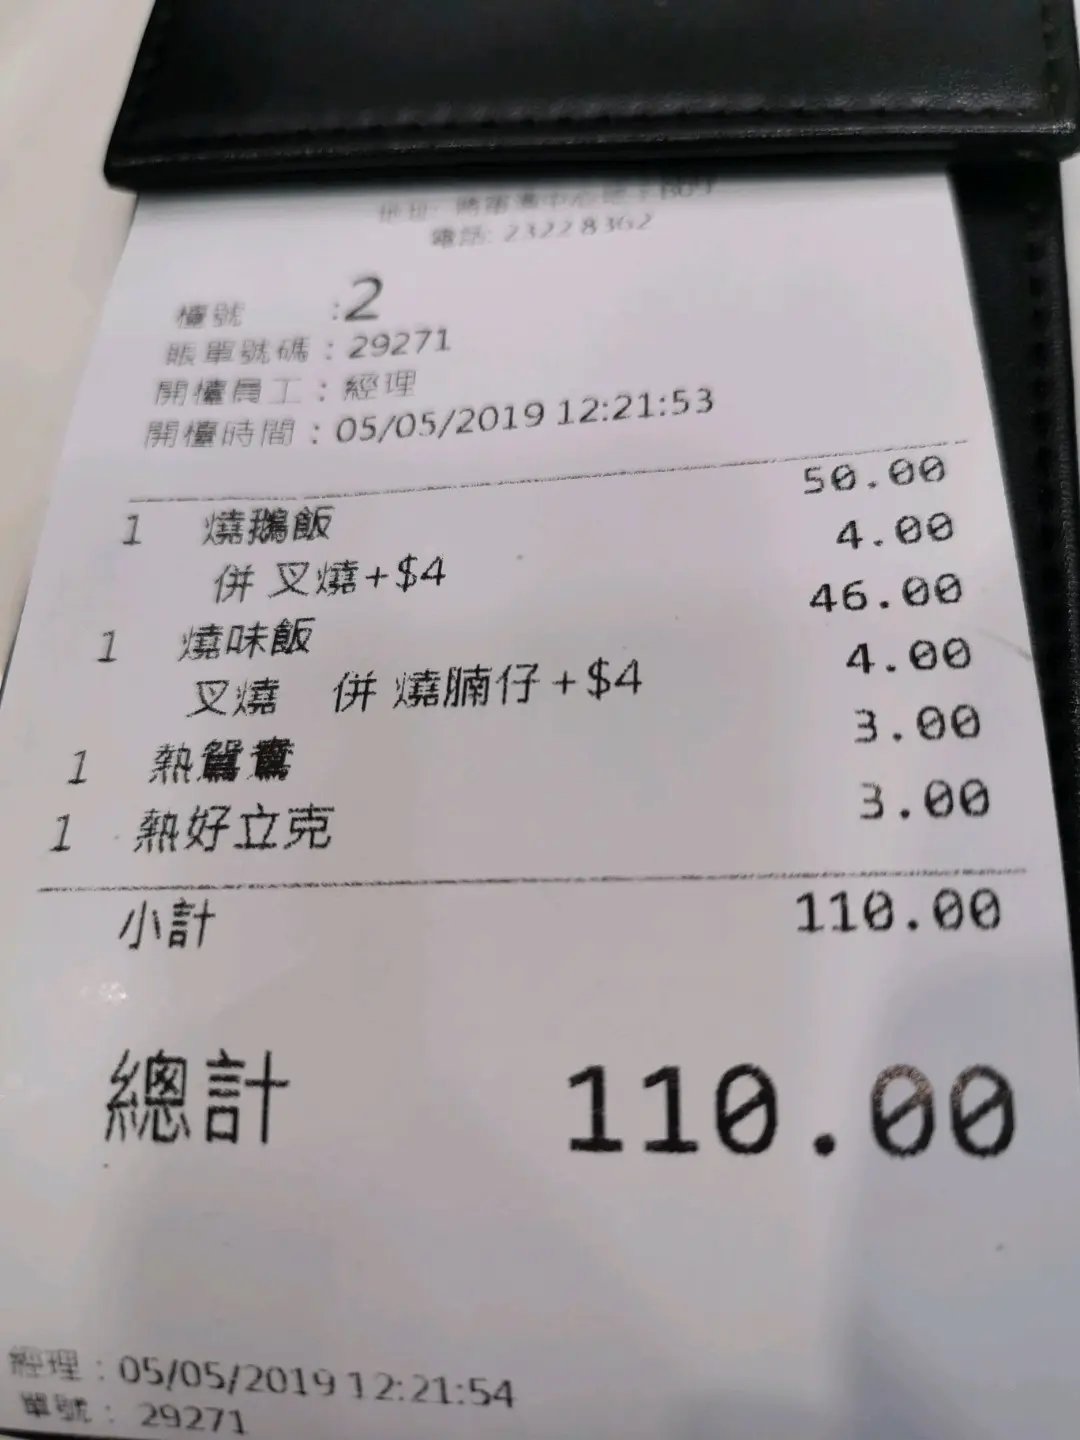 地址:
電話: 23228362
檯號 :2
賬單號碼 : 29271
開檯員工 : 經理
開檯時間 : 05/05/2019 12:21:53
1 燒鵝飯 50.00
併 叉燒+$4 4.00
1 燒味飯 46.00
叉燒 併 燒腩仔+$4 4.00
1 熱鴛鴦 3.00
1 熱好立克 3.00
小計 110.00
總計 110.00
經理 : 05/05/2019 12:21:54
單號 : 29271